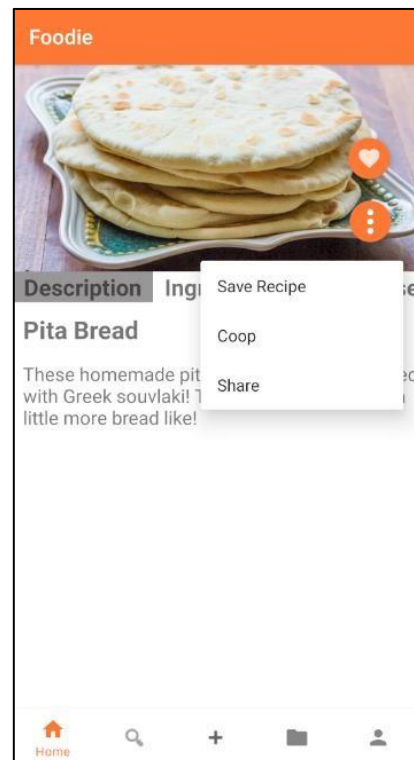 Foodie
Save Recipe
Description Ing
Pita Bread
Coop
These homemade pit
Share
with Greek souvlaki!
little more bread like!
Home